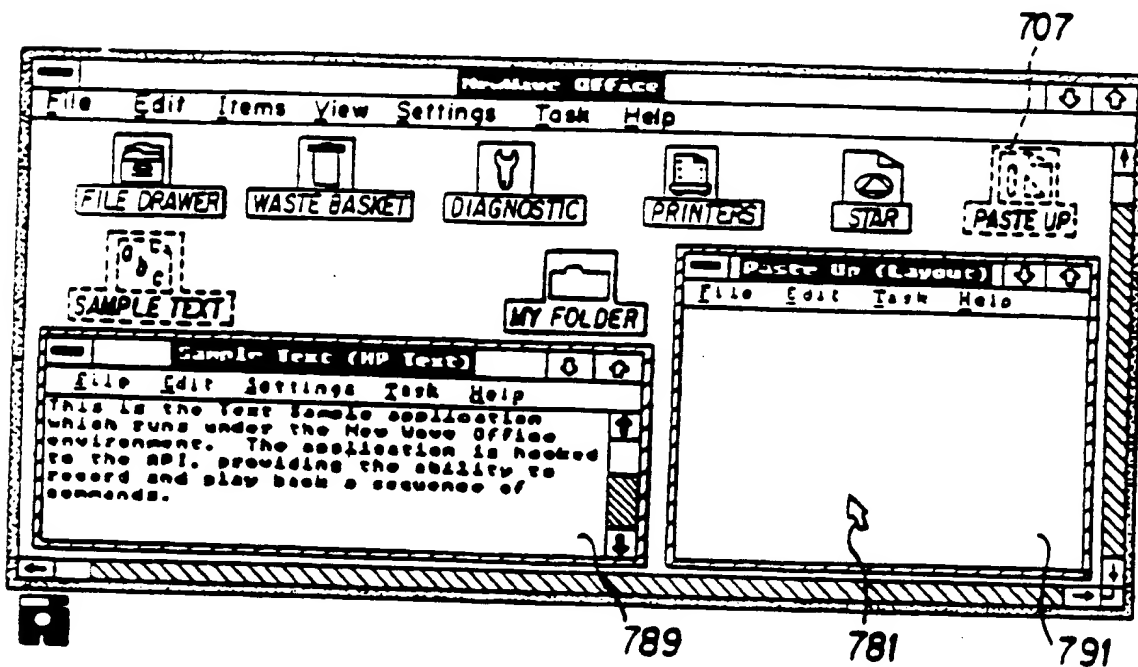 707
NewWave Office
File Edit Items View Settings Task Help
FILE DRAWER WASTE BASKET DIAGNOSTIC PRINTERS STAR PASTE UP
a b c
SAMPLE TEXT MY FOLDER
Paste Up (Layout)
File Edit Task Help
Sample Text (HP Text)
File Edit Settings Task Help
This is the Text Sample application
which runs under the New Wave Office
environment. The application is hooked
to the API, providing the ability to
record and play back a sequence of
commands.
789 781 791